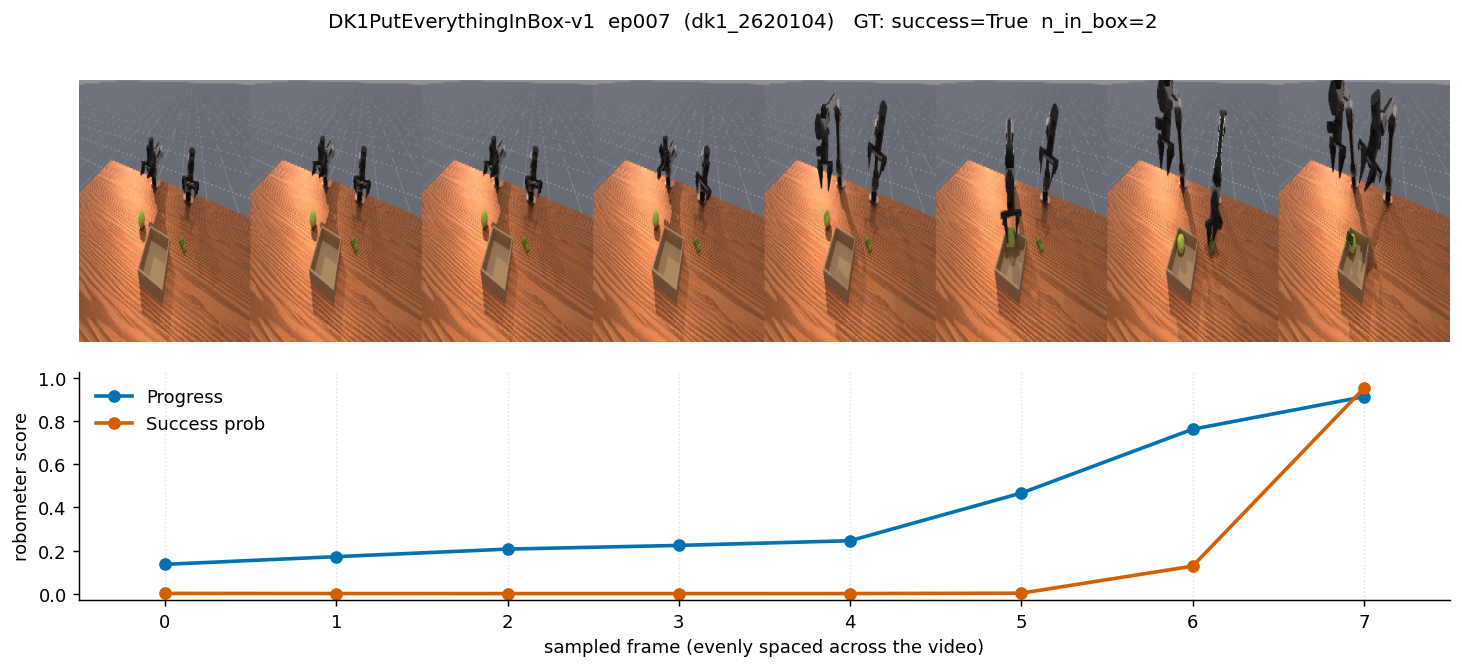 DK1PutEverythingInBox-v1  ep007  (dk1_2620104)   GT: success=True  n_in_box=2
Progress
Success prob
robometer score
1.0
0.8
0.6
0.4
0.2
0.0
0 1 2 3 4 5 6 7
sampled frame (evenly spaced across the video)